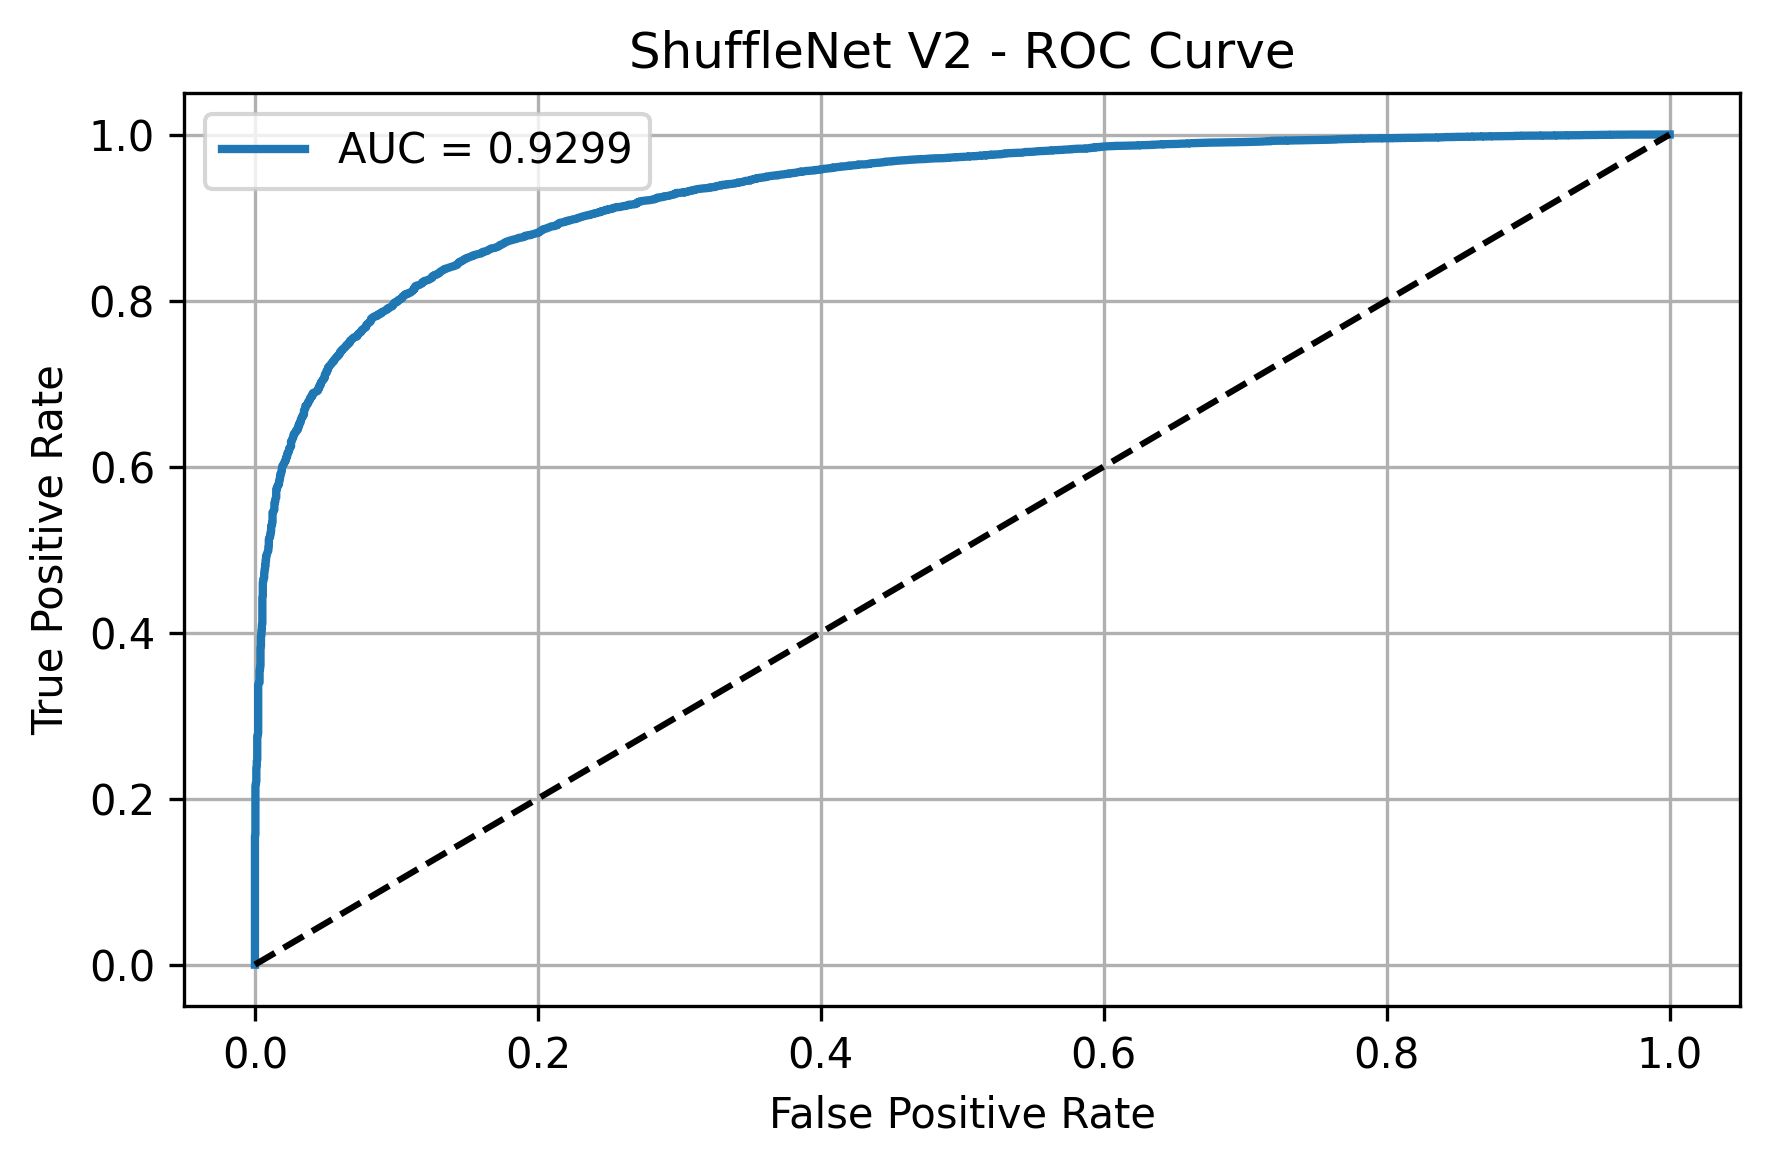 ShuffleNet V2 - ROC Curve
AUC = 0.9299
True Positive Rate
1.0
0.8
0.6
0.4
0.2
0.0
0.0 0.2 0.4 0.6 0.8 1.0
False Positive Rate